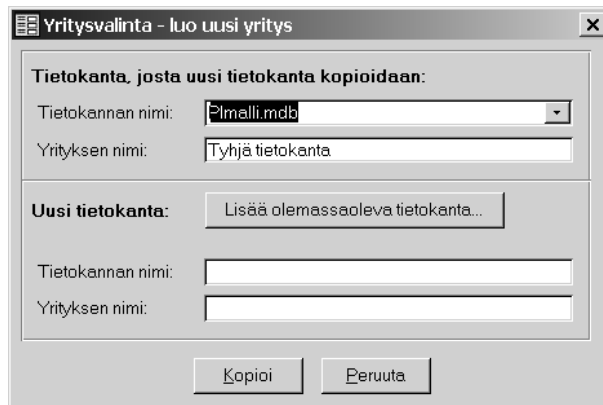 Yritysvalinta - luo uusi yritys
Tietokanta, josta uusi tietokanta kopioidaan:
Tietokannan nimi: PImalli.mdb
Yrityksen nimi: Tyhjä tietokanta
Uusi tietokanta: Lisää olemassaoleva tietokanta...
Tietokannan nimi:
Yrityksen nimi:
Kopioi Peruuta